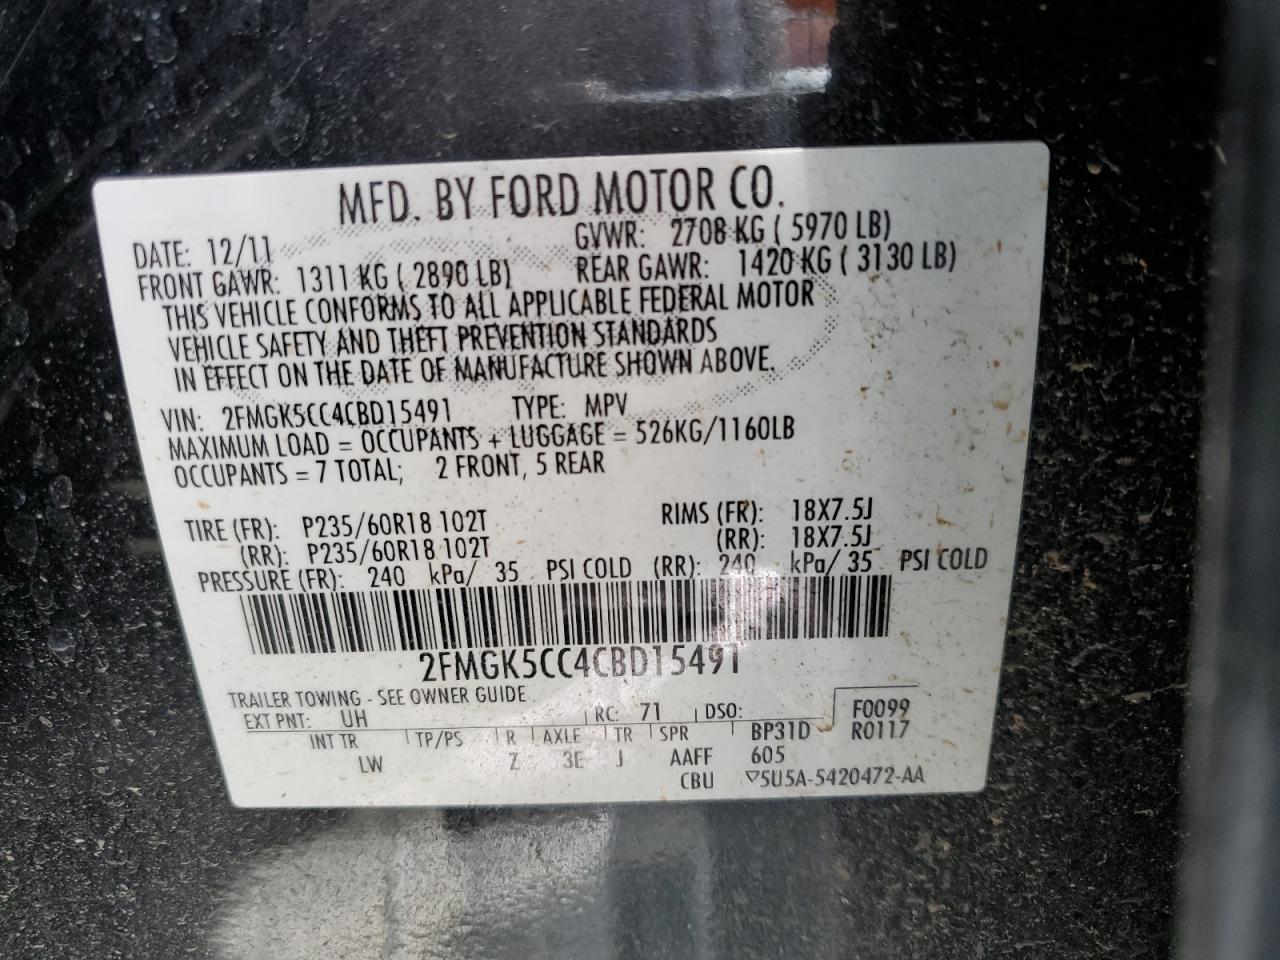 MFD. BY FORD MOTOR CO.
DATE: 12/11 GVWR: 2708 KG ( 5970 LB)
FRONT GAWR: 1311 KG ( 2890 LB) REAR GAWR: 1420 KG ( 3130 LB)
THIS VEHICLE CONFORMS TO ALL APPLICABLE FEDERAL MOTOR
VEHICLE SAFETY AND THEFT PREVENTION STANDARDS
IN EFFECT ON THE DATE OF MANUFACTURE SHOWN ABOVE.
VIN: 2FMGK5CC4CBD15491 TYPE: MPV
MAXIMUM LOAD = OCCUPANTS + LUGGAGE = 526KG/1160LB
OCCUPANTS = 7 TOTAL; 2 FRONT, 5 REAR
TIRE (FR): P235/60R18 102T RIMS (FR): 18X7.5J
(RR): P235/60R18 102T (RR): 18X7.5J
PRESSURE (FR): 240 kPa/ 35 PSI COLD (RR): 240 kPa/ 35 PSI COLD
2FMGK5CC4CBD15491
TRAILER TOWING - SEE OWNER GUIDE
EXT PNT: UH RC: 71 DSO: F0099
INT TR TP/PS R AXLE TR SPR BP31D R0117
LW Z 3E J AAFF 605
CBU ▽5U5A-5420472-AA